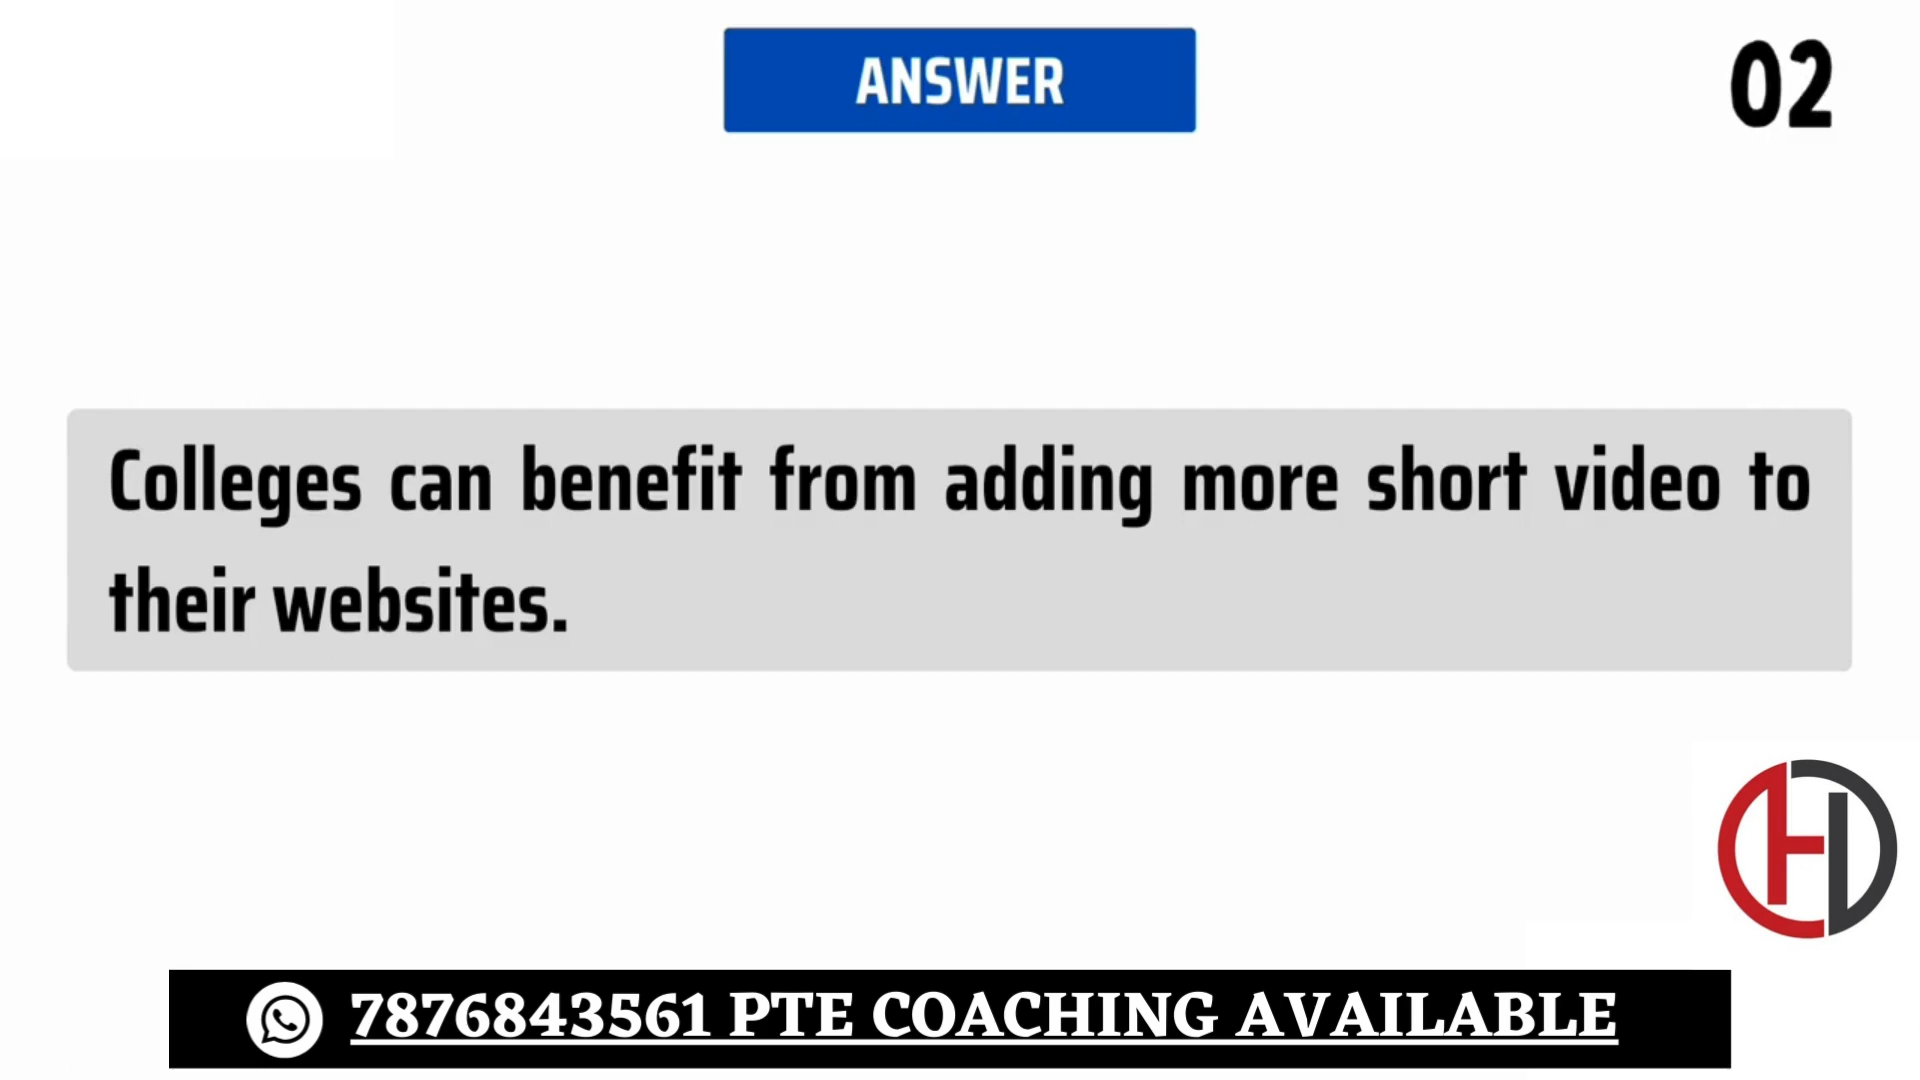 ANSWER
02
Colleges can benefit from adding more short video to
their websites.
7876843561 PTE COACHING AVAILABLE